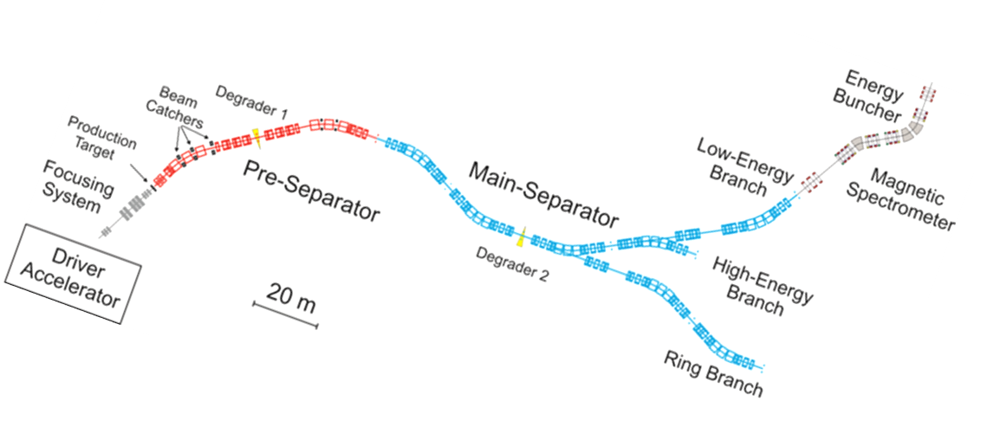 Energy
Buncher
Beam
Catchers
Degrader 1
Production
Target
Low-Energy
Branch
Focusing
System
Pre-Separator
Main-Separator
Magnetic
Spectrometer
Driver
Accelerator
Degrader 2
20 m
High-Energy
Branch
Ring Branch